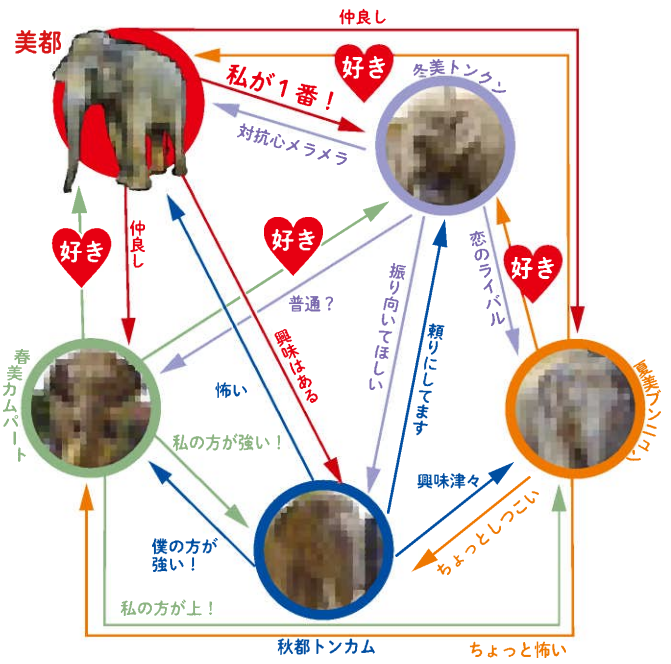 仲良し
美都
好き
冬美トンクン
私が1番！
対抗心メラメラ
好き
仲良し
好き
恋のライバル
好き
普通？
振り向いてほしい
頼りにしてます
興味はある
怖い
春美カムパート
夏美ブンニュン
私の方が強い！
興味津々
ちょっとしつこい
僕の方が
強い！
私の方が上！
秋都トンカム
ちょっと怖い